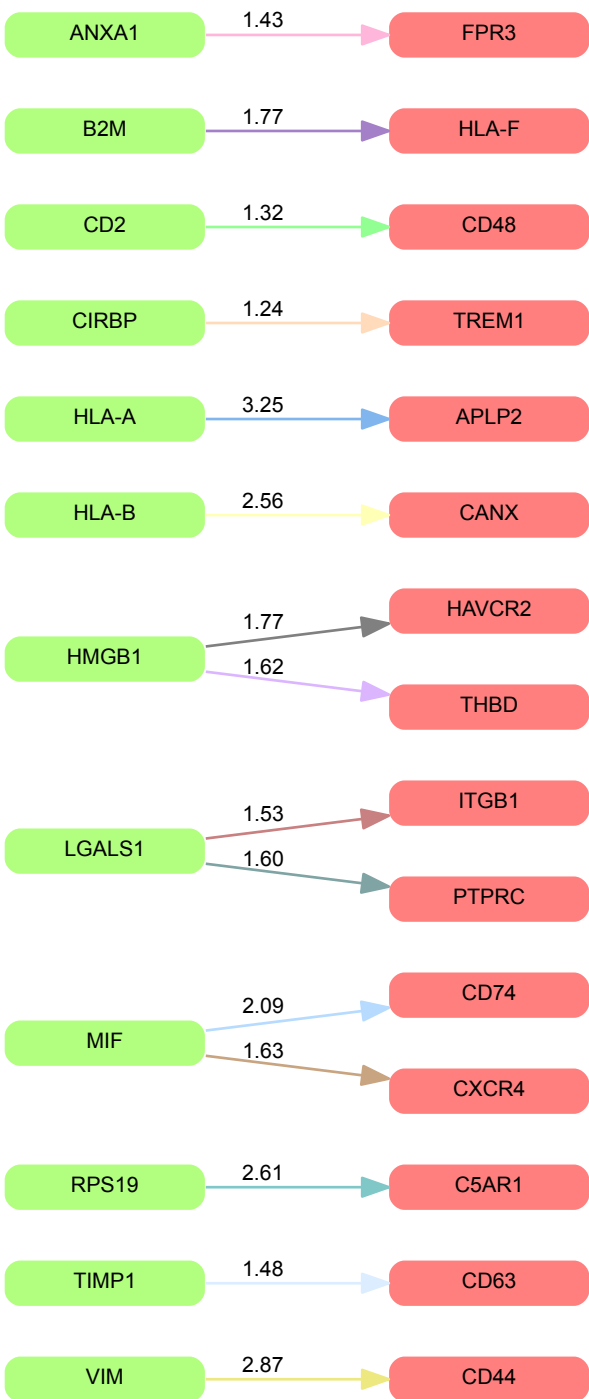 ANXA1 1.43 FPR3
B2M 1.77 HLA-F
CD2 1.32 CD48
CIRBP 1.24 TREM1
HLA-A 3.25 APLP2
HLA-B 2.56 CANX
HMGB1
1.77 HAVCR2
1.62 THBD
LGALS1
1.53 ITGB1
1.60 PTPRC
MIF
2.09 CD74
1.63 CXCR4
RPS19 2.61 C5AR1
TIMP1 1.48 CD63
VIM 2.87 CD44